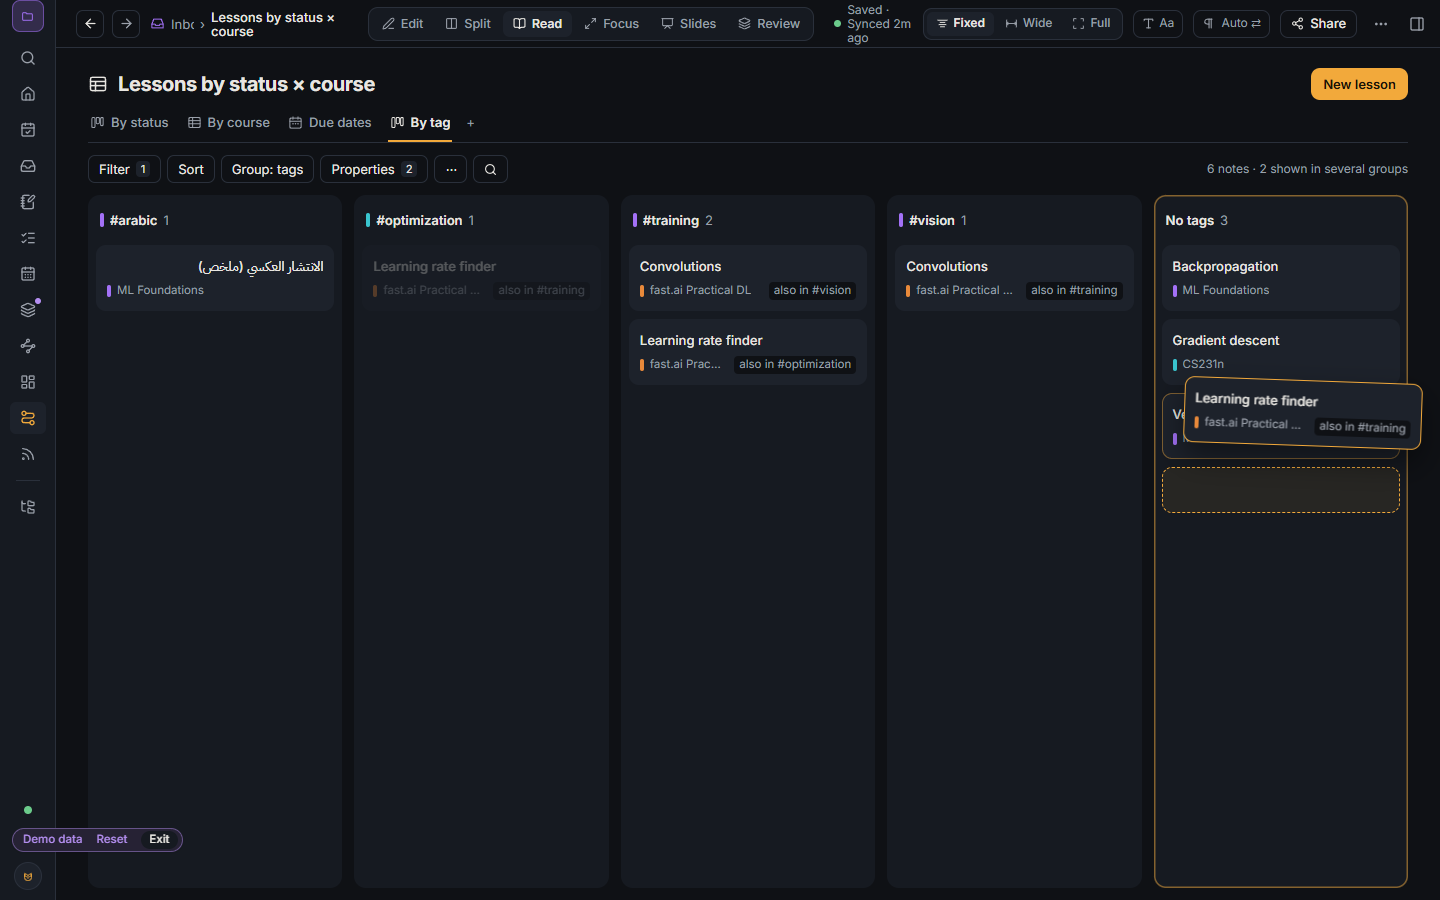 Inbc › Lessons by status × course
Edit Split Read Focus Slides Review
Saved · Synced 2m ago
Fixed Wide Full
Aa
Auto
Share
Lessons by status × course
New lesson
By status By course Due dates By tag +
Filter 1 Sort Group: tags Properties 2 ...
6 notes · 2 shown in several groups
#arabic 1
الانتشار العكسي (ملخص)
ML Foundations
#optimization 1
Learning rate finder
fast.ai Practical ... also in #training
#training 2
Convolutions
fast.ai Practical DL also in #vision
Learning rate finder
fast.ai Prac... also in #optimization
#vision 1
Convolutions
fast.ai Practical ... also in #training
No tags 3
Backpropagation
ML Foundations
Gradient descent
CS231n
Learning rate finder
fast.ai Practical ... also in #training
Demo data Reset Exit